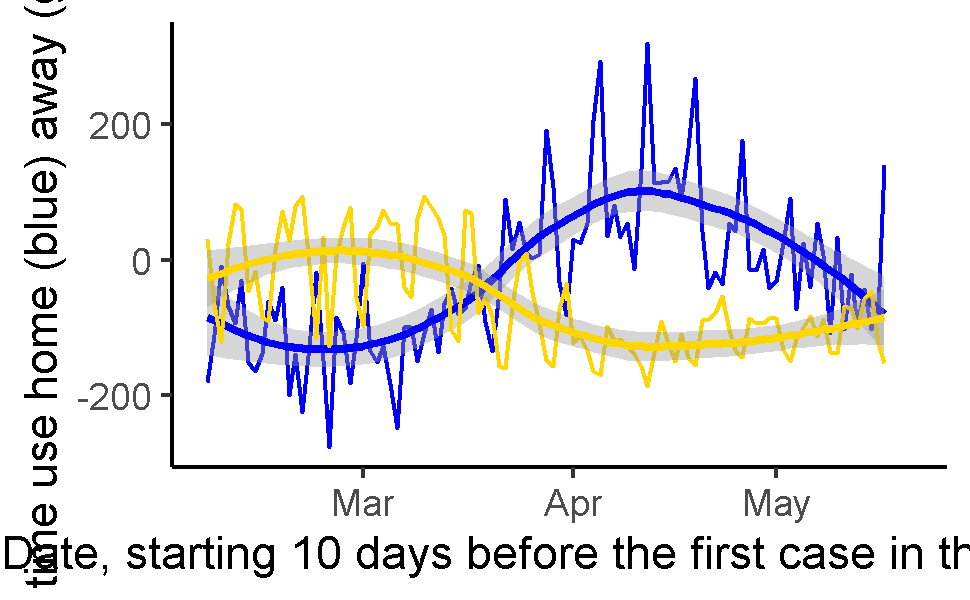 time use home (blue) away (
200
0
-200
Mar Apr May
Date, starting 10 days before the first case in th